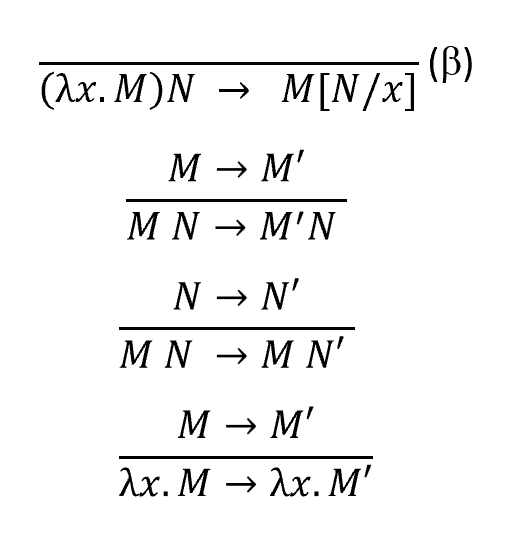 (λx. M)N → M[N/x] (β)
M → M′
M N → M′N
N → N′
M N → M N′
M → M′
λx. M → λx. M′